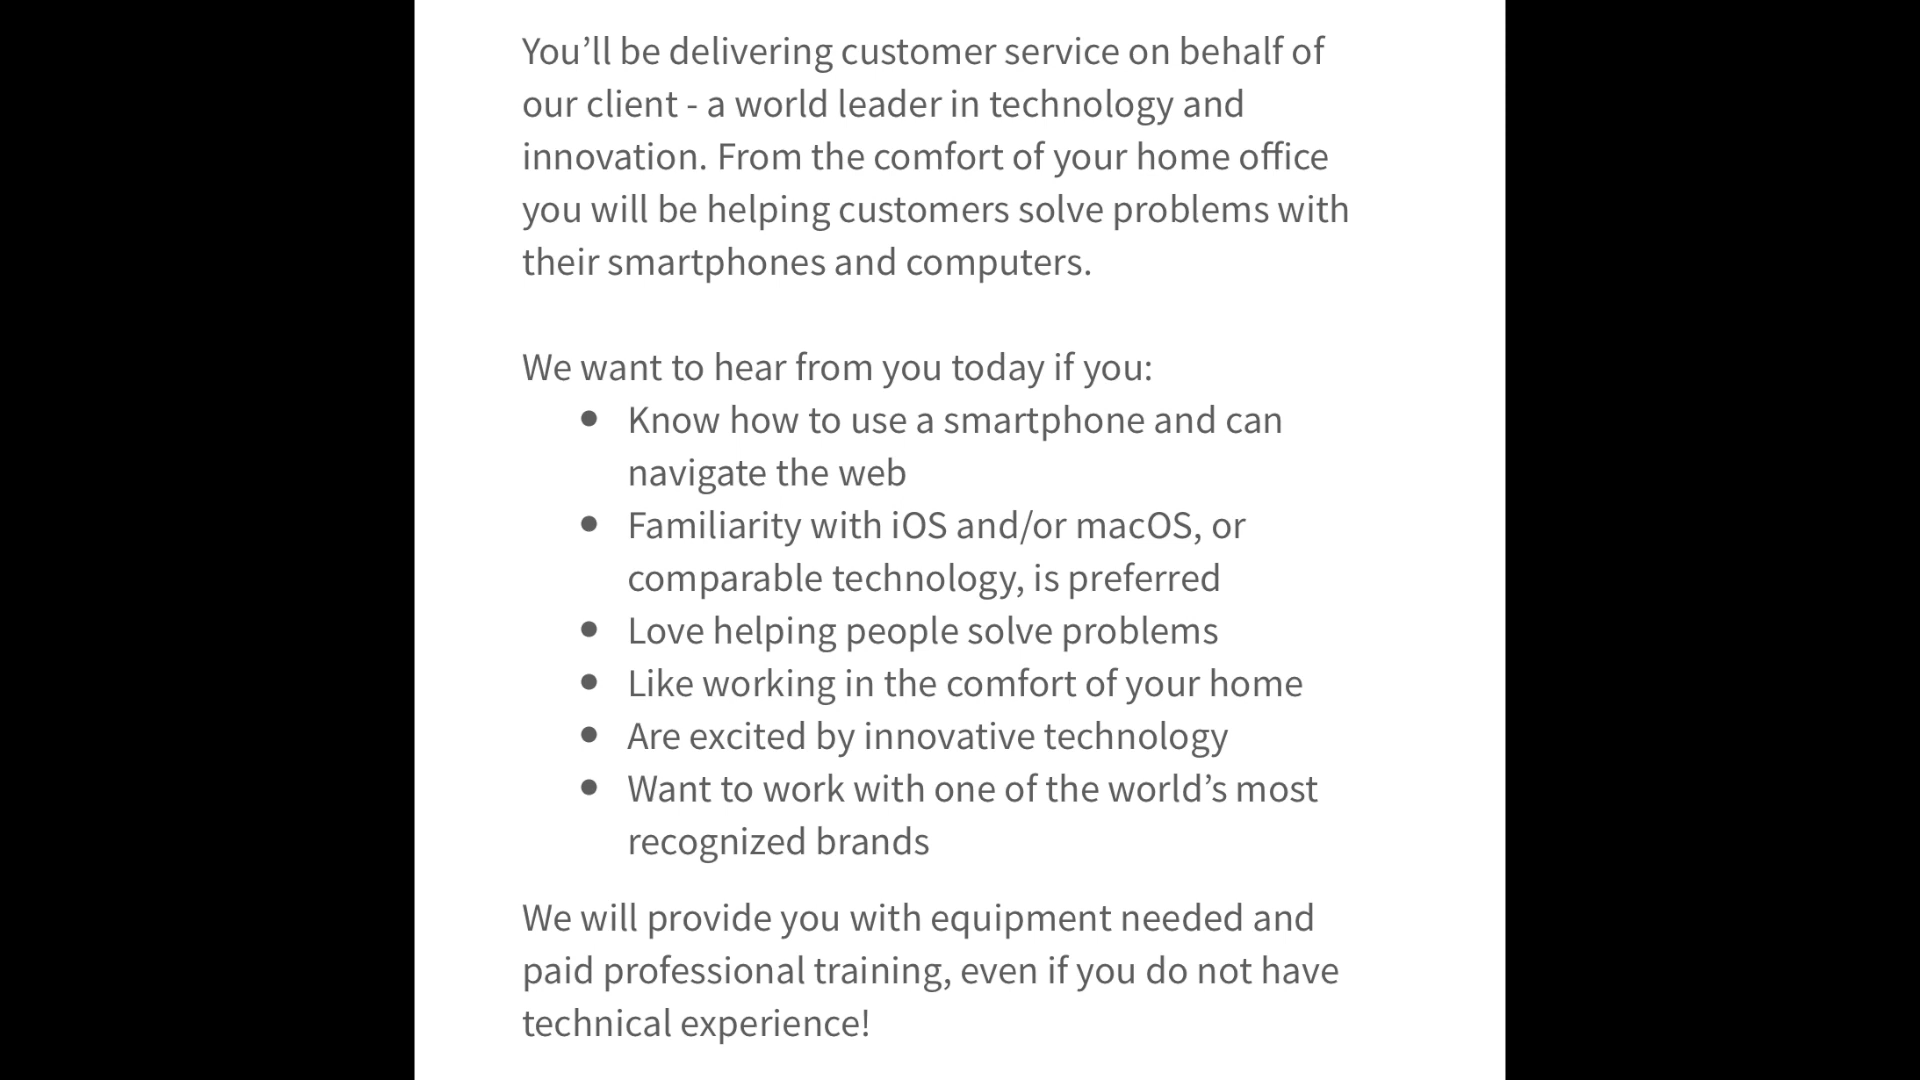 You’ll be delivering customer service on behalf of
our client - a world leader in technology and
innovation. From the comfort of your home office
you will be helping customers solve problems with
their smartphones and computers.
We want to hear from you today if you:
● Know how to use a smartphone and can
navigate the web
● Familiarity with iOS and/or macOS, or
comparable technology, is preferred
● Love helping people solve problems
● Like working in the comfort of your home
● Are excited by innovative technology
● Want to work with one of the world’s most
recognized brands
We will provide you with equipment needed and
paid professional training, even if you do not have
technical experience!